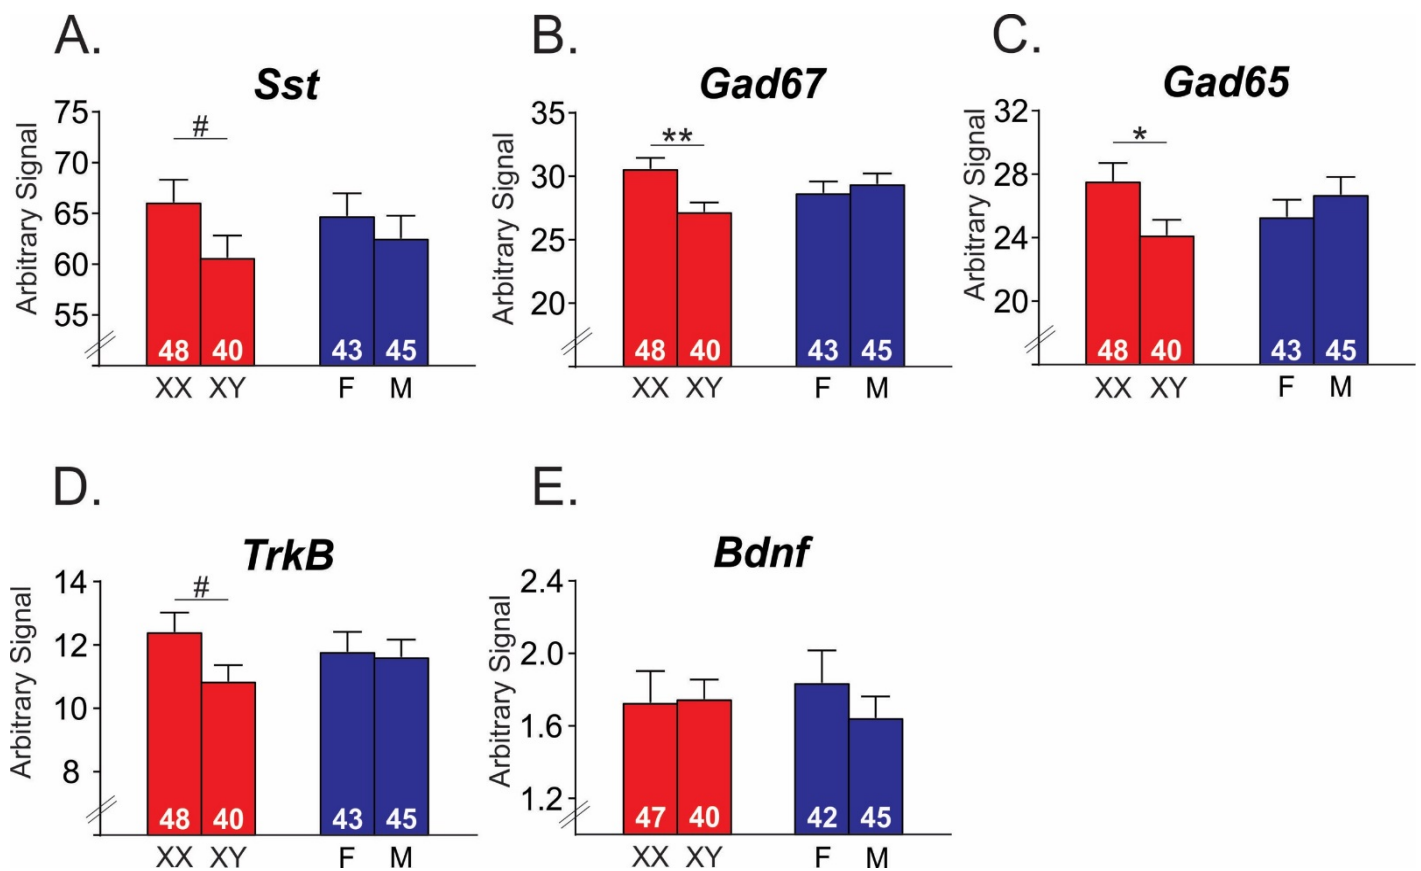 A.
Sst
Arbitrary Signal
75
70
65
60
55
#
48 40 43 45
XX XY F M
B.
Gad67
Arbitrary Signal
35
30
25
20
**
48 40 43 45
XX XY F M
C.
Gad65
Arbitrary Signal
32
28
24
20
*
48 40 43 45
XX XY F M
D.
TrkB
Arbitrary Signal
14
12
10
8
#
48 40 43 45
XX XY F M
E.
Bdnf
Arbitrary Signal
2.4
2.0
1.6
1.2
47 40 42 45
XX XY F M